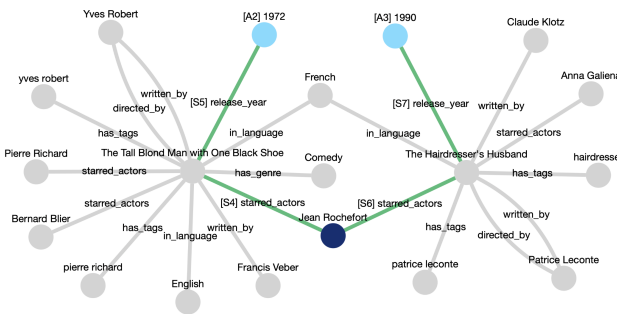 Yves Robert
[A2] 1972
[A3] 1990
Claude Klotz
yves robert
French
Anna Galiena
written_by
directed_by
[S5] release_year
[S7] release_year
written_by
has_tags
in_language
in_language
starred_actors
Pierre Richard
The Tall Blond Man with One Black Shoe
Comedy
The Hairdresser's Husband
hairdresse
starred_actors
has_genre
has_tags
starred_actors
[S4] starred_actors
[S6] starred_actors
Bernard Blier
Jean Rochefort
written_by
has_tags
in_language
written_by
has_tags
directed_by
pierre richard
English
Francis Veber
patrice leconte
Patrice Leconte